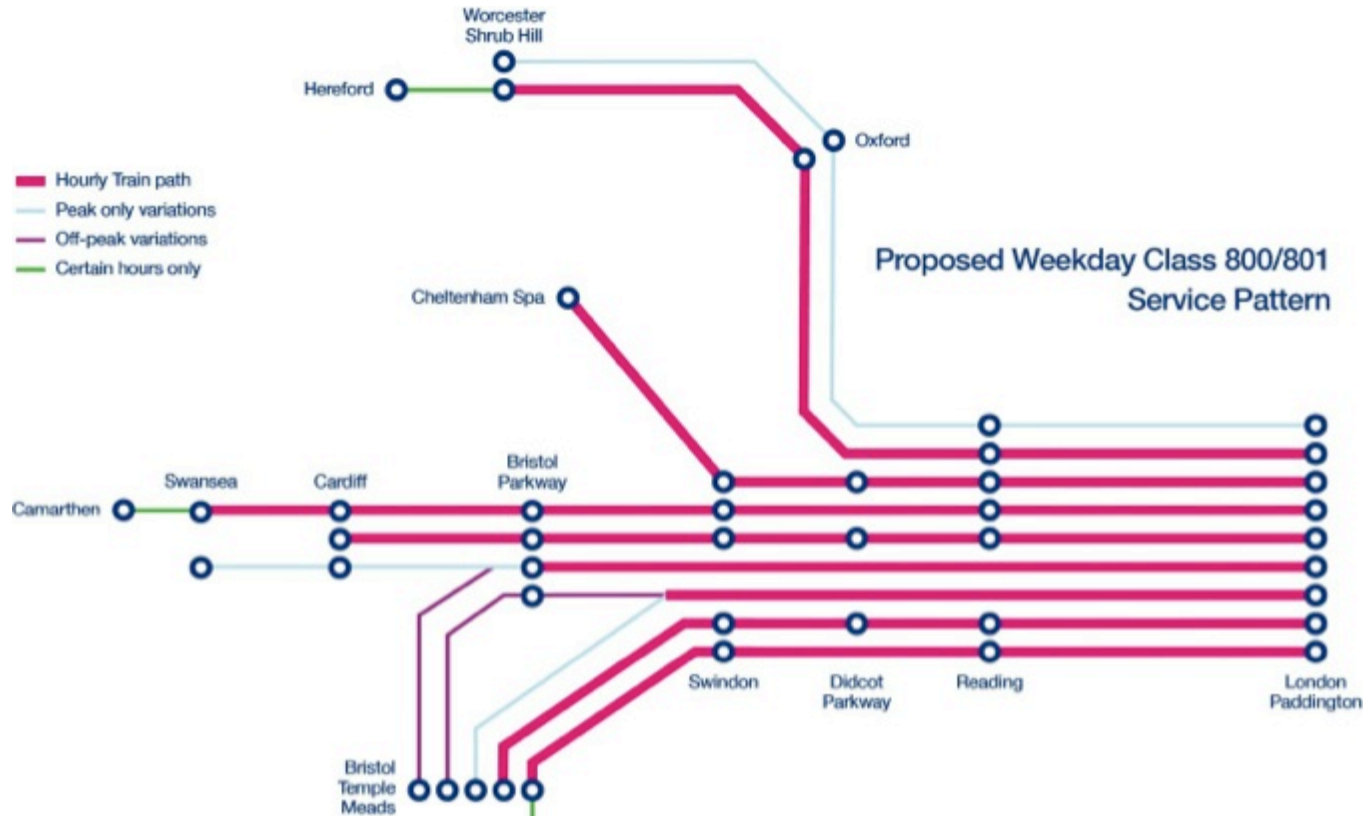 Worcester
Shrub Hill
Hereford
Oxford
Hourly Train path
Peak only variations
Off-peak variations
Certain hours only
Proposed Weekday Class 800/801
Service Pattern
Cheltenham Spa
Bristol
Parkway
Swansea
Cardiff
Camarthen
Swindon
Didcot
Parkway
Reading
London
Paddington
Bristol
Temple
Meads